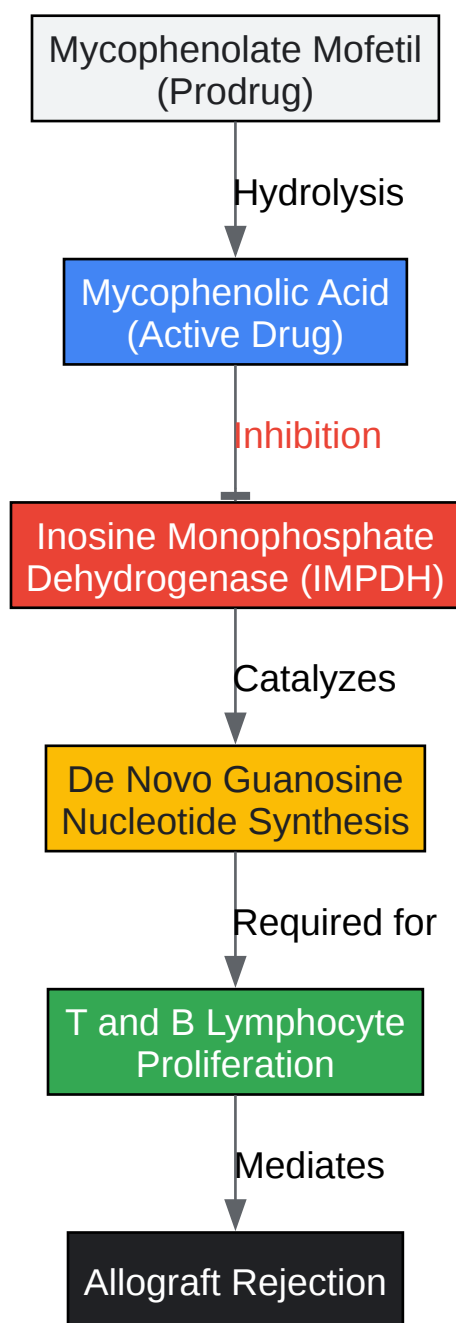 Mycophenolate Mofetil
(Prodrug)
Hydrolysis
Mycophenolic Acid
(Active Drug)
Inhibition
Inosine Monophosphate
Dehydrogenase (IMPDH)
Catalyzes
De Novo Guanosine
Nucleotide Synthesis
Required for
T and B Lymphocyte
Proliferation
Mediates
Allograft Rejection